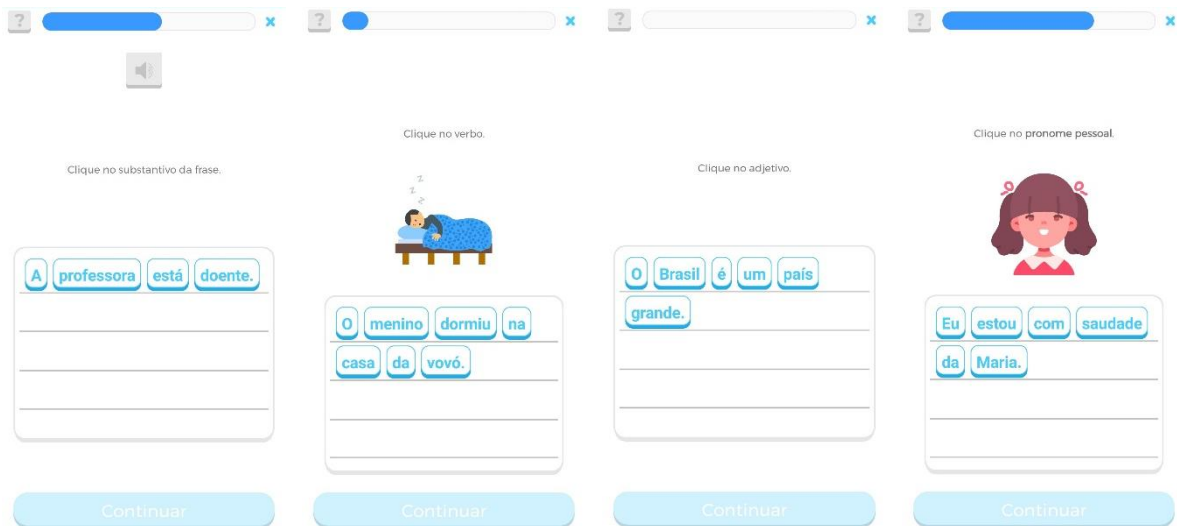 ?
Clique no substantivo da frase.
A professora está doente.
Continuar
?
Clique no verbo.
z z z
O menino dormiu na
casa da vovó.
Continuar
?
Clique no adjetivo.
O Brasil é um país
grande.
Continuar
?
Clique no pronome pessoal.
Eu estou com saudade
da Maria.
Continuar